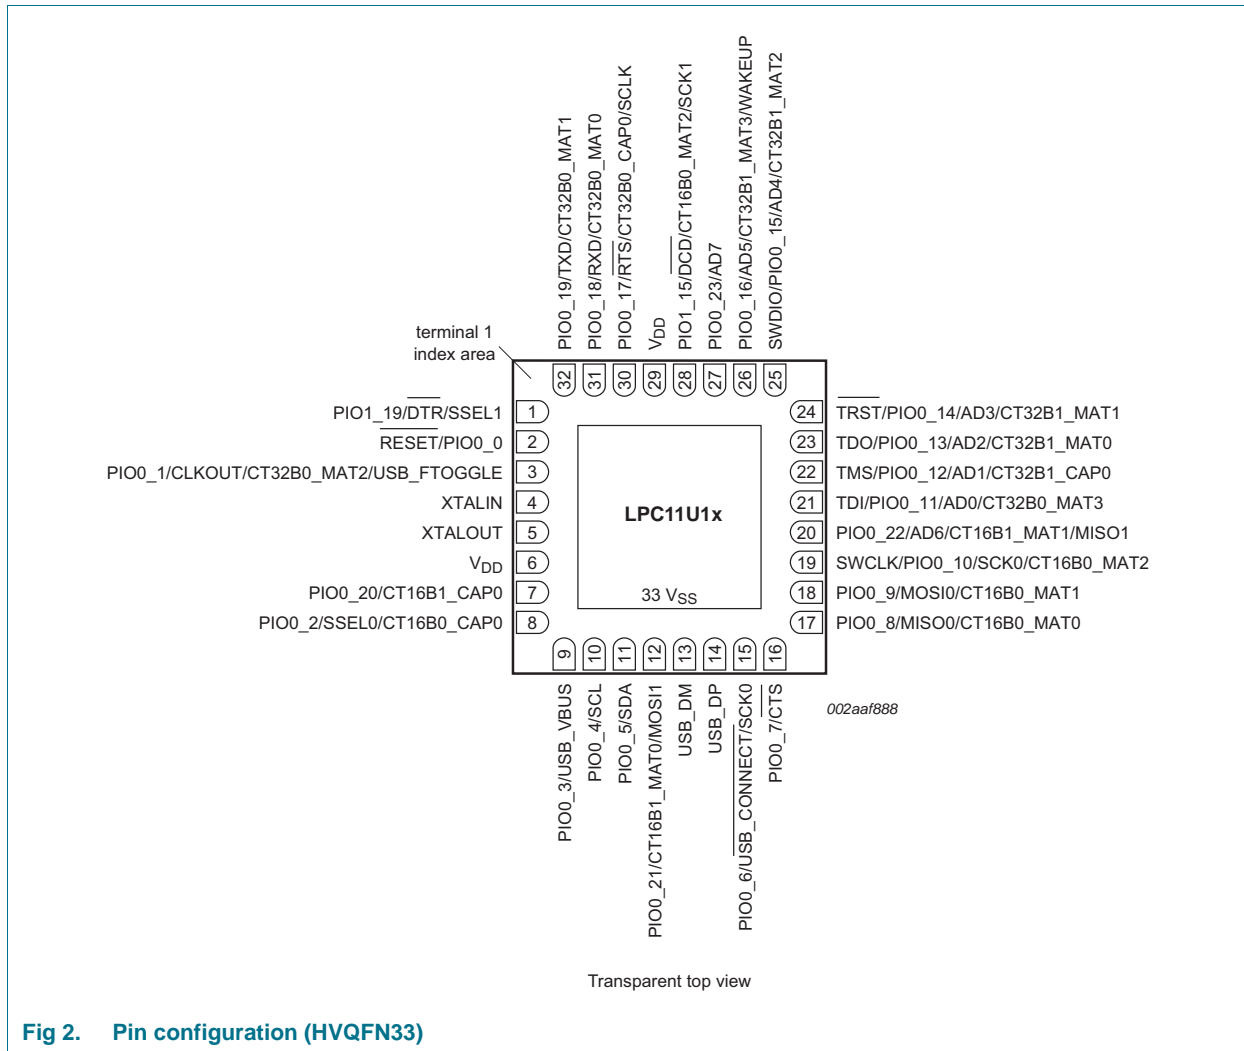 PIO0_19/TXD/CT32B0_MAT1
PIO0_18/RXD/CT32B0_MAT0
PIO0_17/RTS/CT32B0_CAP0/SCLK
VDD
PIO1_15/DCD/CT16B0_MAT2/SCK1
PIO0_23/AD7
PIO0_16/AD5/CT32B1_MAT3/WAKEUP
SWDIO/PIO0_15/AD4/CT32B1_MAT2
terminal 1
index area
32
31
30
29
28
27
26
25
PIO1_19/DTR/SSEL1 1
RESET/PIO0_0 2
PIO0_1/CLKOUT/CT32B0_MAT2/USB_FTOGGLE 3
XTALIN 4
XTALOUT 5
VDD 6
PIO0_20/CT16B1_CAP0 7
PIO0_2/SSEL0/CT16B0_CAP0 8
LPC11U1x
33 VSS
24 TRST/PIO0_14/AD3/CT32B1_MAT1
23 TDO/PIO0_13/AD2/CT32B1_MAT0
22 TMS/PIO0_12/AD1/CT32B1_CAP0
21 TDI/PIO0_11/AD0/CT32B0_MAT3
20 PIO0_22/AD6/CT16B1_MAT1/MISO1
19 SWCLK/PIO0_10/SCK0/CT16B0_MAT2
18 PIO0_9/MOSI0/CT16B0_MAT1
17 PIO0_8/MISO0/CT16B0_MAT0
9
10
11
12
13
14
15
16
PIO0_3/USB_VBUS
PIO0_4/SCL
PIO0_5/SDA
PIO0_21/CT16B1_MAT0/MOSI1
USB_DM
USB_DP
PIO0_6/USB_CONNECT/SCK0
PIO0_7/CTS
002aaf888
Transparent top view
Fig 2. Pin configuration (HVQFN33)